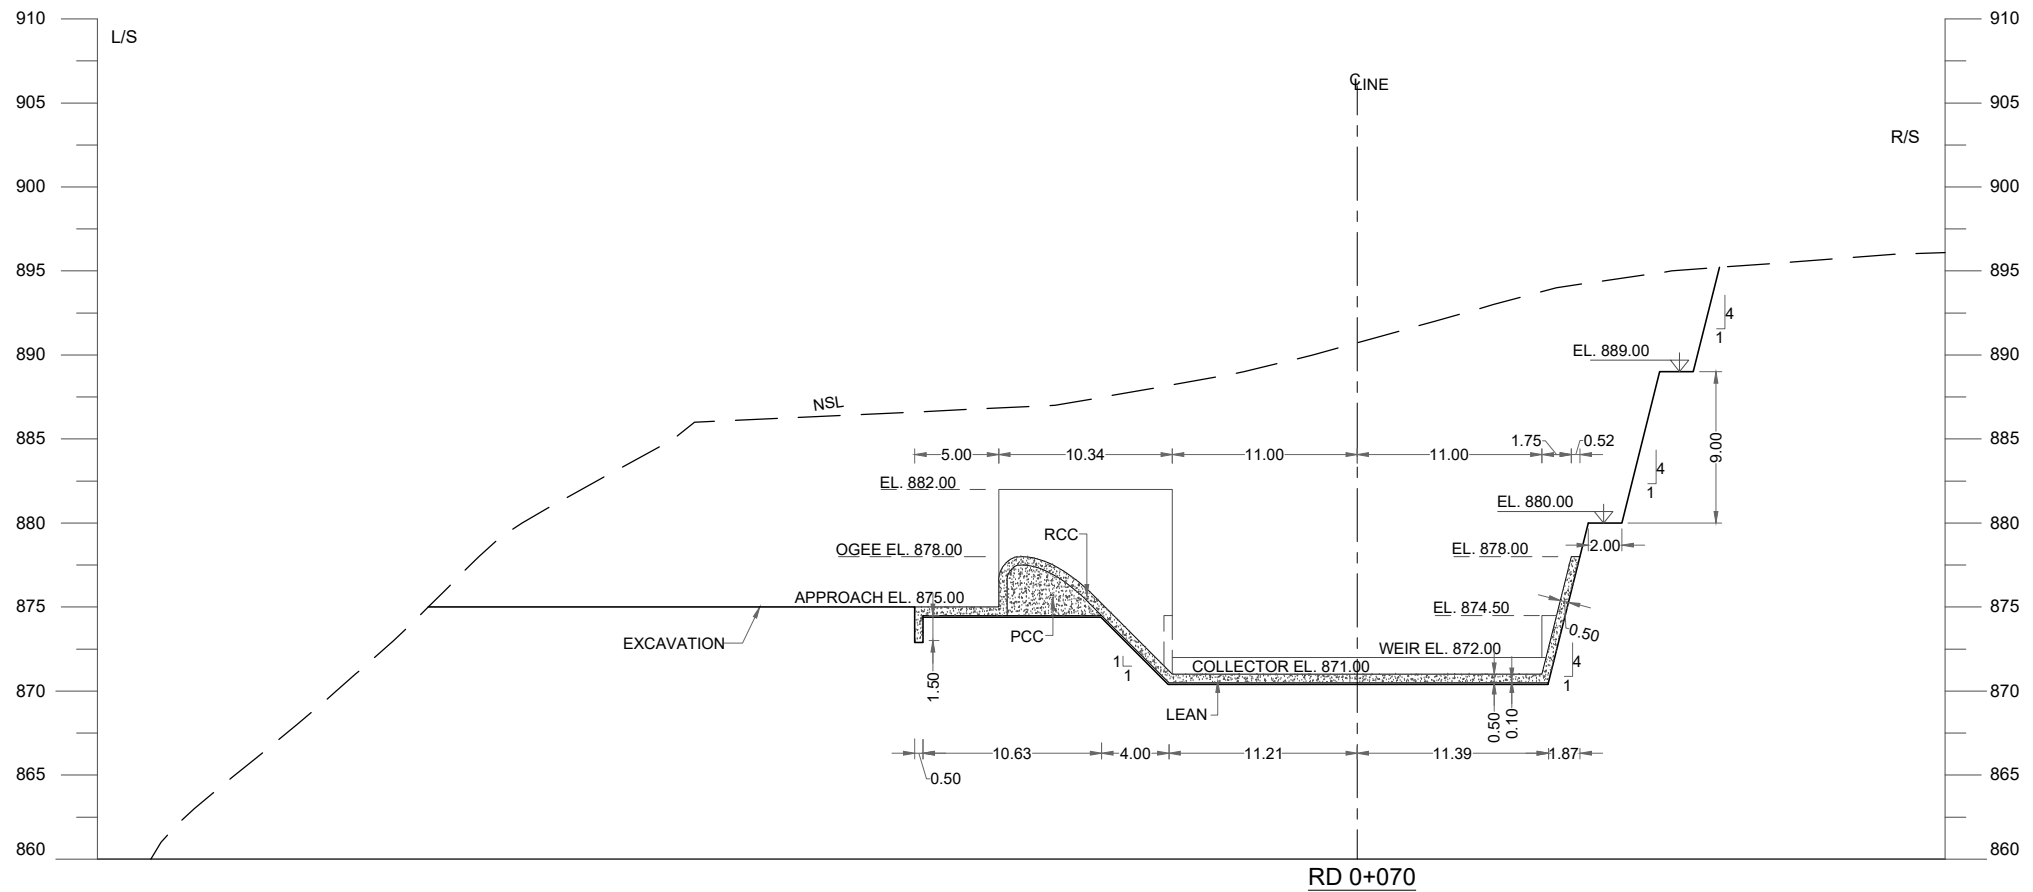 910
910
L/S
905
905
℄ LINE
R/S
900
900
895
895
4
1
890
890
EL. 889.00
NSL
885
885
1.75
0.52
5.00
10.34
11.00
11.00
9.00
4
1
EL. 882.00
EL. 880.00
880
880
RCC
2.00
OGEE EL. 878.00
EL. 878.00
875
875
APPROACH EL. 875.00
EL. 874.50
EXCAVATION
PCC
0.50
WEIR EL. 872.00
1
1
COLLECTOR EL. 871.00
4
1
870
870
1.50
LEAN
0.50
0.10
10.63
4.00
11.21
11.39
1.87
865
865
0.50
860
860
RD 0+070